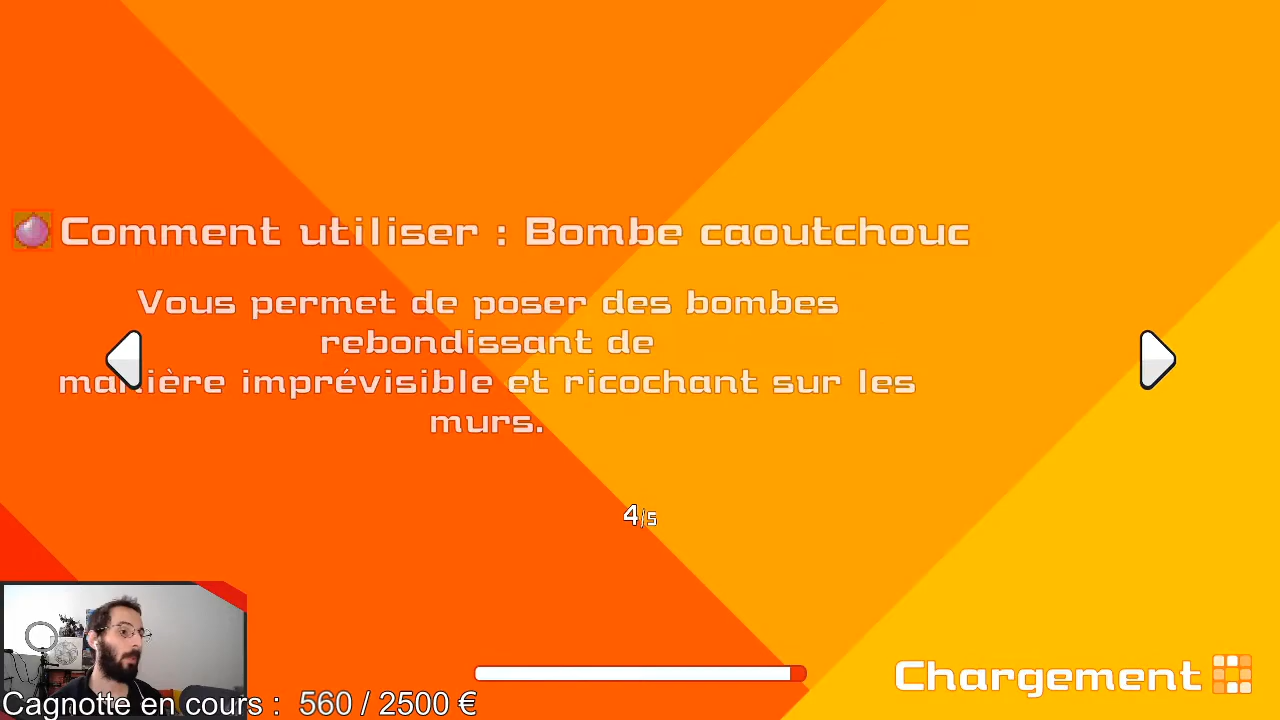 Comment utiliser : Bombe caoutchouc
Vous permet de poser des bombes
rebondissant de
manière imprévisible et ricochant sur les
murs.
4/5
Chargement
Cagnotte en cours : 560 / 2500 €